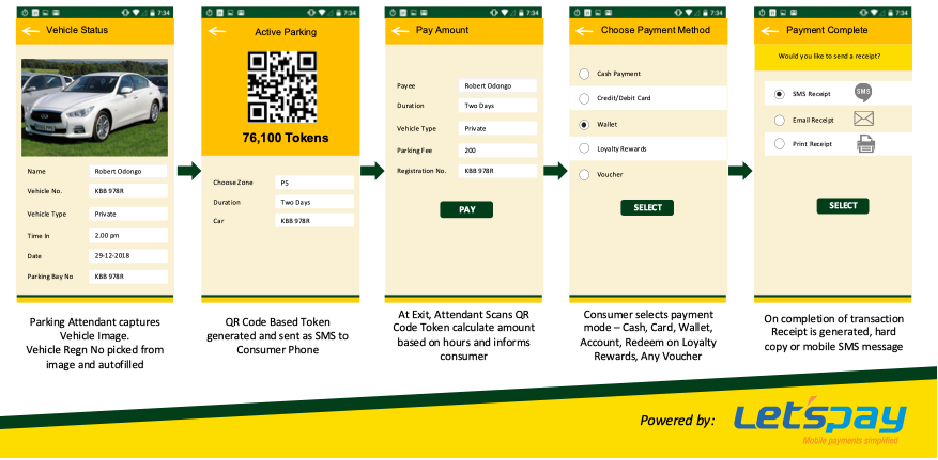 7:34
Vehicle Status
Name Robert Odongo
Vehicle No. KBB 978R
Vehicle Type Private
Time In 2.00 pm
Date 29-12-2018
Parking Bay No KBB 978R
Parking Attendant captures
Vehicle Image.
Vehicle Regn No picked from
image and autofilled
7:34
Active Parking
76,100 Tokens
Choose Zone P5
Duration Two Days
Car KBB 978R
QR Code Based Token
generated and sent as SMS to
Consumer Phone
7:34
Pay Amount
Payee Robert Odongo
Duration Two Days
Vehicle Type Private
Parking Fee 200
Registration No. KBB 978R
PAY
At Exit, Attendant Scans QR
Code Token calculate amount
based on hours and informs
consumer
7:34
Choose Payment Method
Cash Payment
Credit/Debit Card
Wallet
Loyalty Rewards
Voucher
SELECT
Consumer selects payment
mode – Cash, Card, Wallet,
Account, Redeem on Loyalty
Rewards, Any Voucher
7:34
Payment Complete
Would you like to send a receipt?
SMS Receipt SMS
Email Receipt
Print Receipt
SELECT
On completion of transaction
Receipt is generated, hard
copy or mobile SMS message
Powered by: Let'spay
Mobile payments simplified